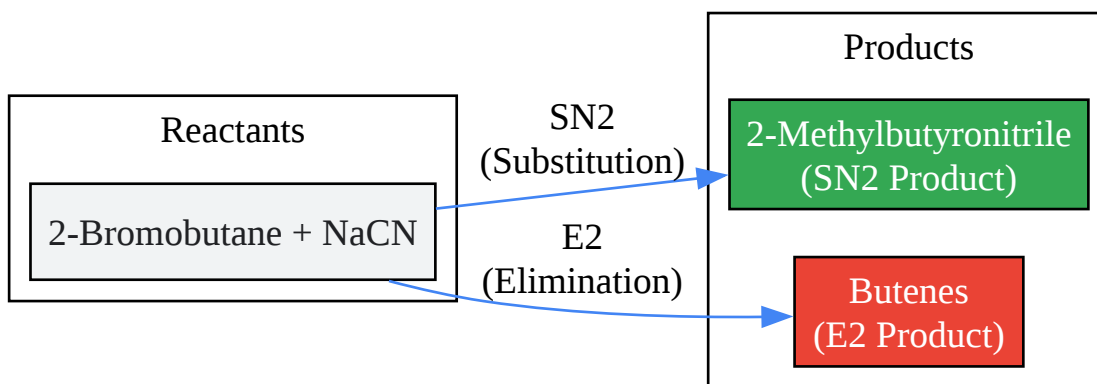 Products
Reactants
SN2
(Substitution)
2-Methylbutyronitrile
(SN2 Product)
2-Bromobutane + NaCN
E2
(Elimination)
Butenes
(E2 Product)